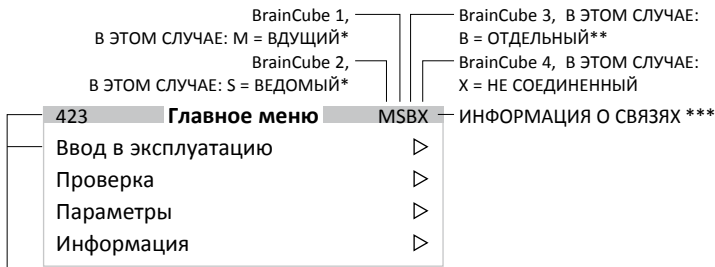 BrainCube 1,
В ЭТОМ СЛУЧАЕ: M = ВДУЩИЙ*
BrainCube 2,
В ЭТОМ СЛУЧАЕ: S = ВЕДОМЫЙ*
BrainCube 3, В ЭТОМ СЛУЧАЕ:
B = ОТДЕЛЬНЫЙ**
BrainCube 4, В ЭТОМ СЛУЧАЕ:
X = НЕ СОЕДИНЕННЫЙ
423 Главное меню MSBX
ИНФОРМАЦИЯ О СВЯЗЯХ ***
Ввод в эксплуатацию
Проверка
Параметры
Информация